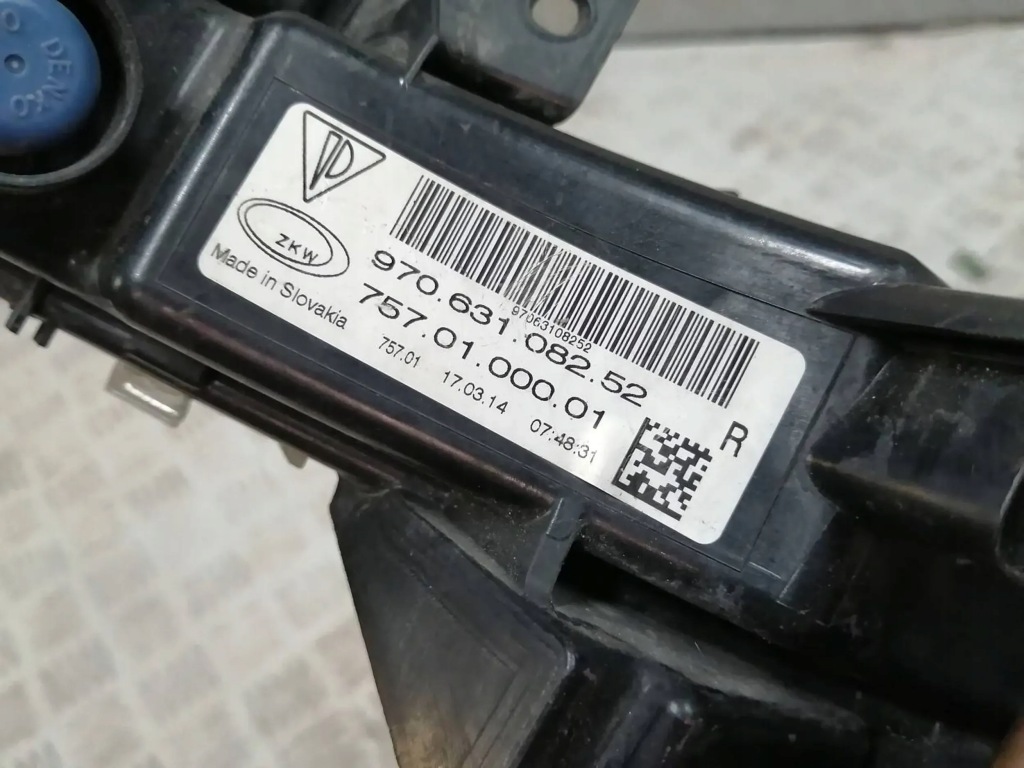 ZKW
Made in Slovakia
97063108252
970.631.082.52
757.01.000.01
757.01 17.03.14 07:48:31
R